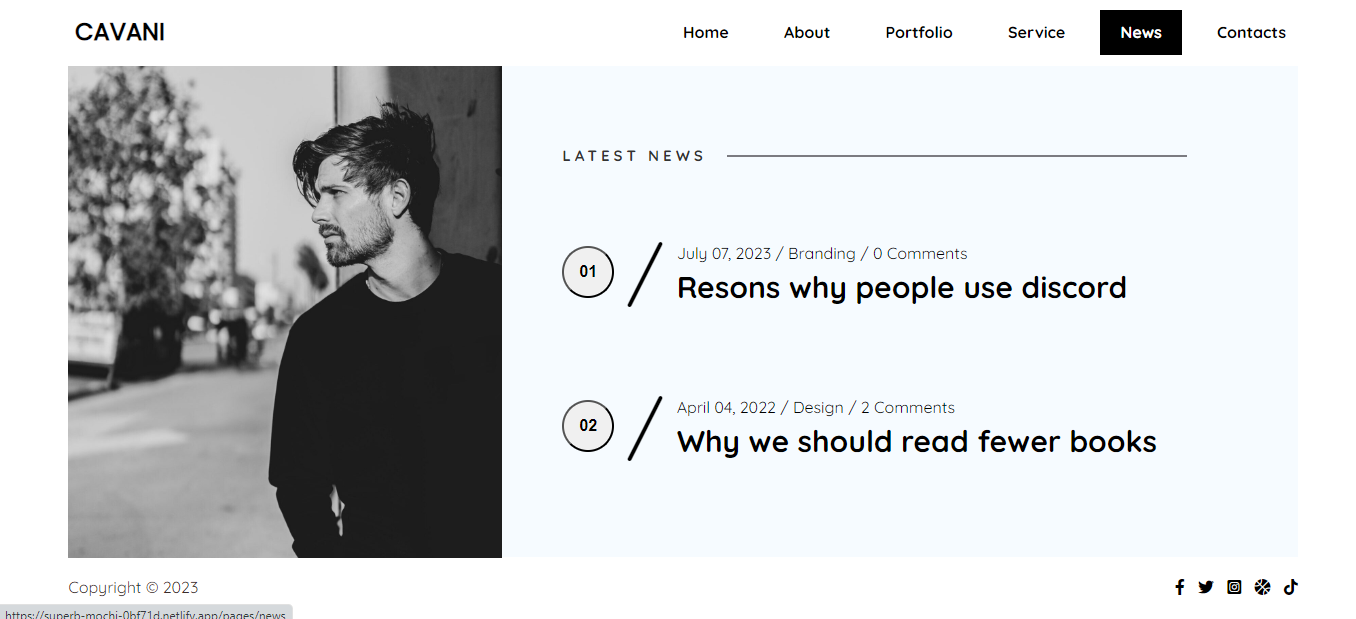 CAVANI
Home About Portfolio Service News Contacts
LATEST NEWS
01
July 07, 2023 / Branding / 0 Comments
Resons why people use discord
02
April 04, 2022 / Design / 2 Comments
Why we should read fewer books
Copyright © 2023
https://superb-mochi-0bf71d.netlify.app/pages/news